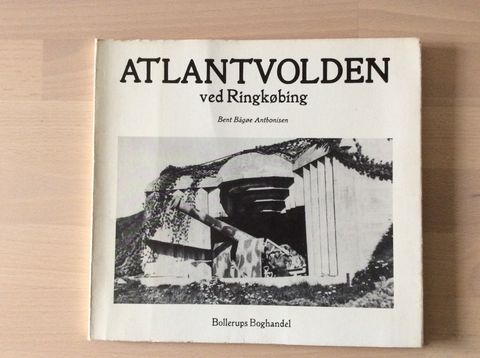 ATLANTVOLDEN
ved Ringkøbing
Bent Bågøe Anthonisen
Bollerups Boghandel